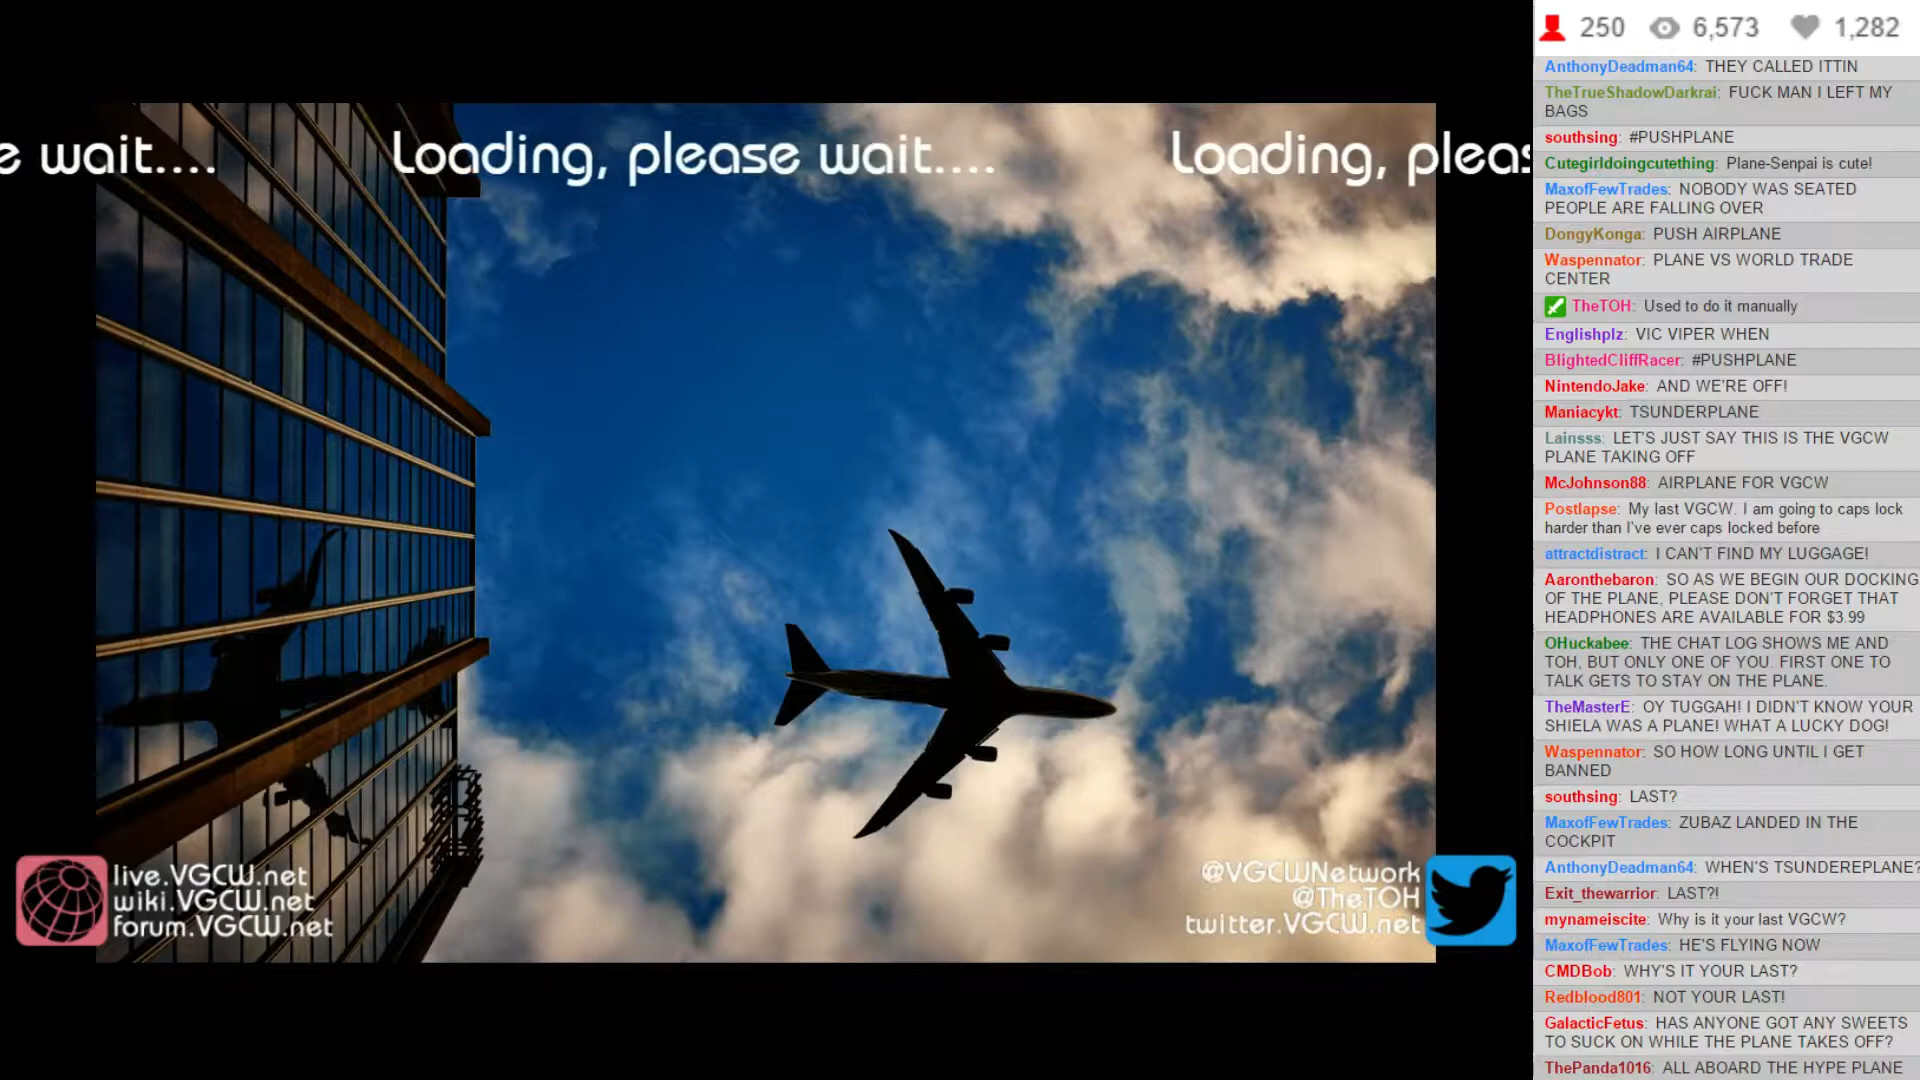 e wait....
Loading, please wait....
Loading, pleas
live.VGCW.net
wiki.VGCW.net
forum.VGCW.net
@VGCWNetwork
@TheTOH
twitter.VGCW.net
250 6,573 1,282
AnthonyDeadman64: THEY CALLED ITTIN
TheTrueShadowDarkrai: FUCK MAN I LEFT MY
BAGS
southsing: #PUSHPLANE
Cutegirldoingcutething: Plane-Senpai is cute!
MaxofFewTrades: NOBODY WAS SEATED
PEOPLE ARE FALLING OVER
DongyKonga: PUSH AIRPLANE
Waspennator: PLANE VS WORLD TRADE
CENTER
TheTOH: Used to do it manually
Englishplz: VIC VIPER WHEN
BlightedCliffRacer: #PUSHPLANE
NintendoJake: AND WE'RE OFF!
Maniacykt: TSUNDERPLANE
Lainsss: LET'S JUST SAY THIS IS THE VGCW
PLANE TAKING OFF
McJohnson88: AIRPLANE FOR VGCW
Postlapse: My last VGCW. I am going to caps lock
harder than I've ever caps locked before
attractdistract: I CAN'T FIND MY LUGGAGE!
Aaronthebaron: SO AS WE BEGIN OUR DOCKING
OF THE PLANE, PLEASE DON'T FORGET THAT
HEADPHONES ARE AVAILABLE FOR $3.99
OHuckabee: THE CHAT LOG SHOWS ME AND
TOH, BUT ONLY ONE OF YOU. FIRST ONE TO
TALK GETS TO STAY ON THE PLANE.
TheMasterE: OY TUGGAH! I DIDN'T KNOW YOUR
SHIELA WAS A PLANE! WHAT A LUCKY DOG!
Waspennator: SO HOW LONG UNTIL I GET
BANNED
southsing: LAST?
MaxofFewTrades: ZUBAZ LANDED IN THE
COCKPIT
AnthonyDeadman64: WHEN'S TSUNDEREPLANE?
Exit_thewarrior: LAST?!
mynameiscite: Why is it your last VGCW?
MaxofFewTrades: HE'S FLYING NOW
CMDBob: WHY'S IT YOUR LAST?
Redblood801: NOT YOUR LAST!
GalacticFetus: HAS ANYONE GOT ANY SWEETS
TO SUCK ON WHILE THE PLANE TAKES OFF?
ThePanda1016: ALL ABOARD THE HYPE PLANE